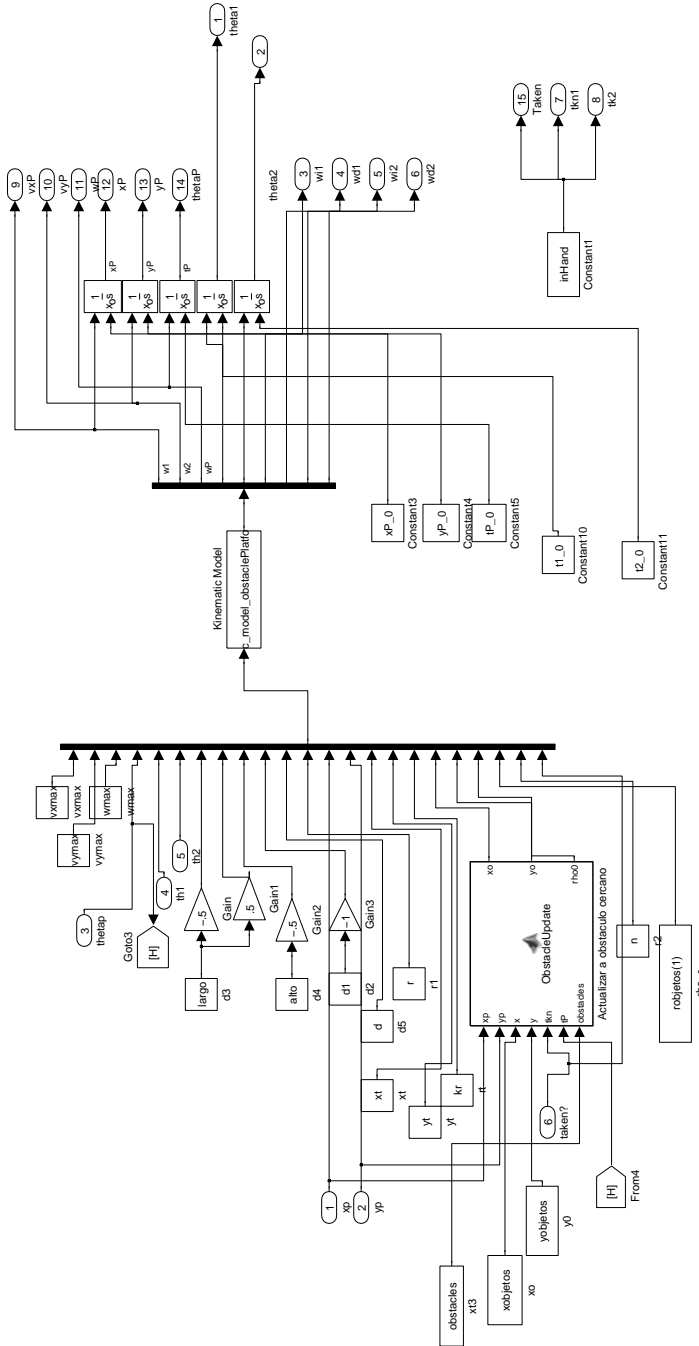 vxmax
vxmax
vymax
vymax
wmax
wmax
3
thetap
[H]
Goto3
4
th1
5
th2
largo
d3
-.5
Gain
.5
Gain1
alto
d4
-.5
Gain2
d1
d2
-1
Gain3
d
d5
r
r1
xt
xt
yt
yt
kr
rt
1
xp
2
yp
obstacles
xt3
xobjetos
xo
yobjetos
y0
6
taken?
[H]
From4
xp
yp
x
y
tkn
tP
obstacles
ObstacleUpdate
xo
yo
rho0
Actualizar a obstaculo cercano
n
r2
robjetos(1)
Kinematic Model
c_model_obstaclePlatfo
w1
w2
wP
xP_0
Constant3
yP_0
Constant4
tP_0
Constant5
t1_0
Constant10
t2_0
Constant11
1
s
xo
xP
1
s
xo
yP
1
s
xo
tP
1
s
xo
1
s
xo
9
vxP
10
vyP
11
wP
12
xP
13
yP
14
thetaP
1
theta1
2
theta2
3
wi1
4
wd1
5
wi2
6
wd2
inHand
Constant1
15
Taken
7
tkn1
8
tk2